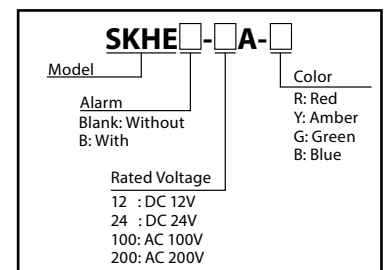 SKHE□-□A-□
Model
Color
R: Red
Y: Amber
G: Green
B: Blue
Alarm
Blank: Without
B: With
Rated Voltage
12 : DC 12V
24 : DC 24V
100: AC 100V
200: AC 200V